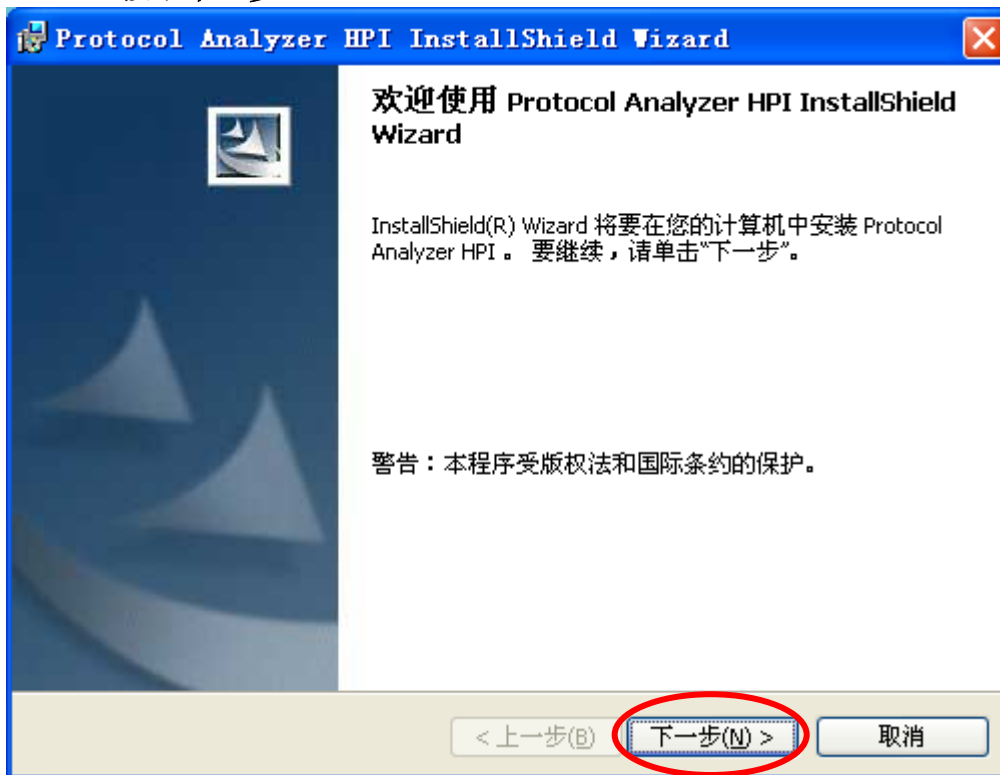 Protocol Analyzer HPI InstallShield Wizard
欢迎使用 Protocol Analyzer HPI InstallShield
Wizard
InstallShield(R) Wizard 将要在您的计算机中安装 Protocol
Analyzer HPI 。 要继续，请单击“下一步”。
警告：本程序受版权法和国际条约的保护。
< 上一步(B) 下一步(N) > 取消